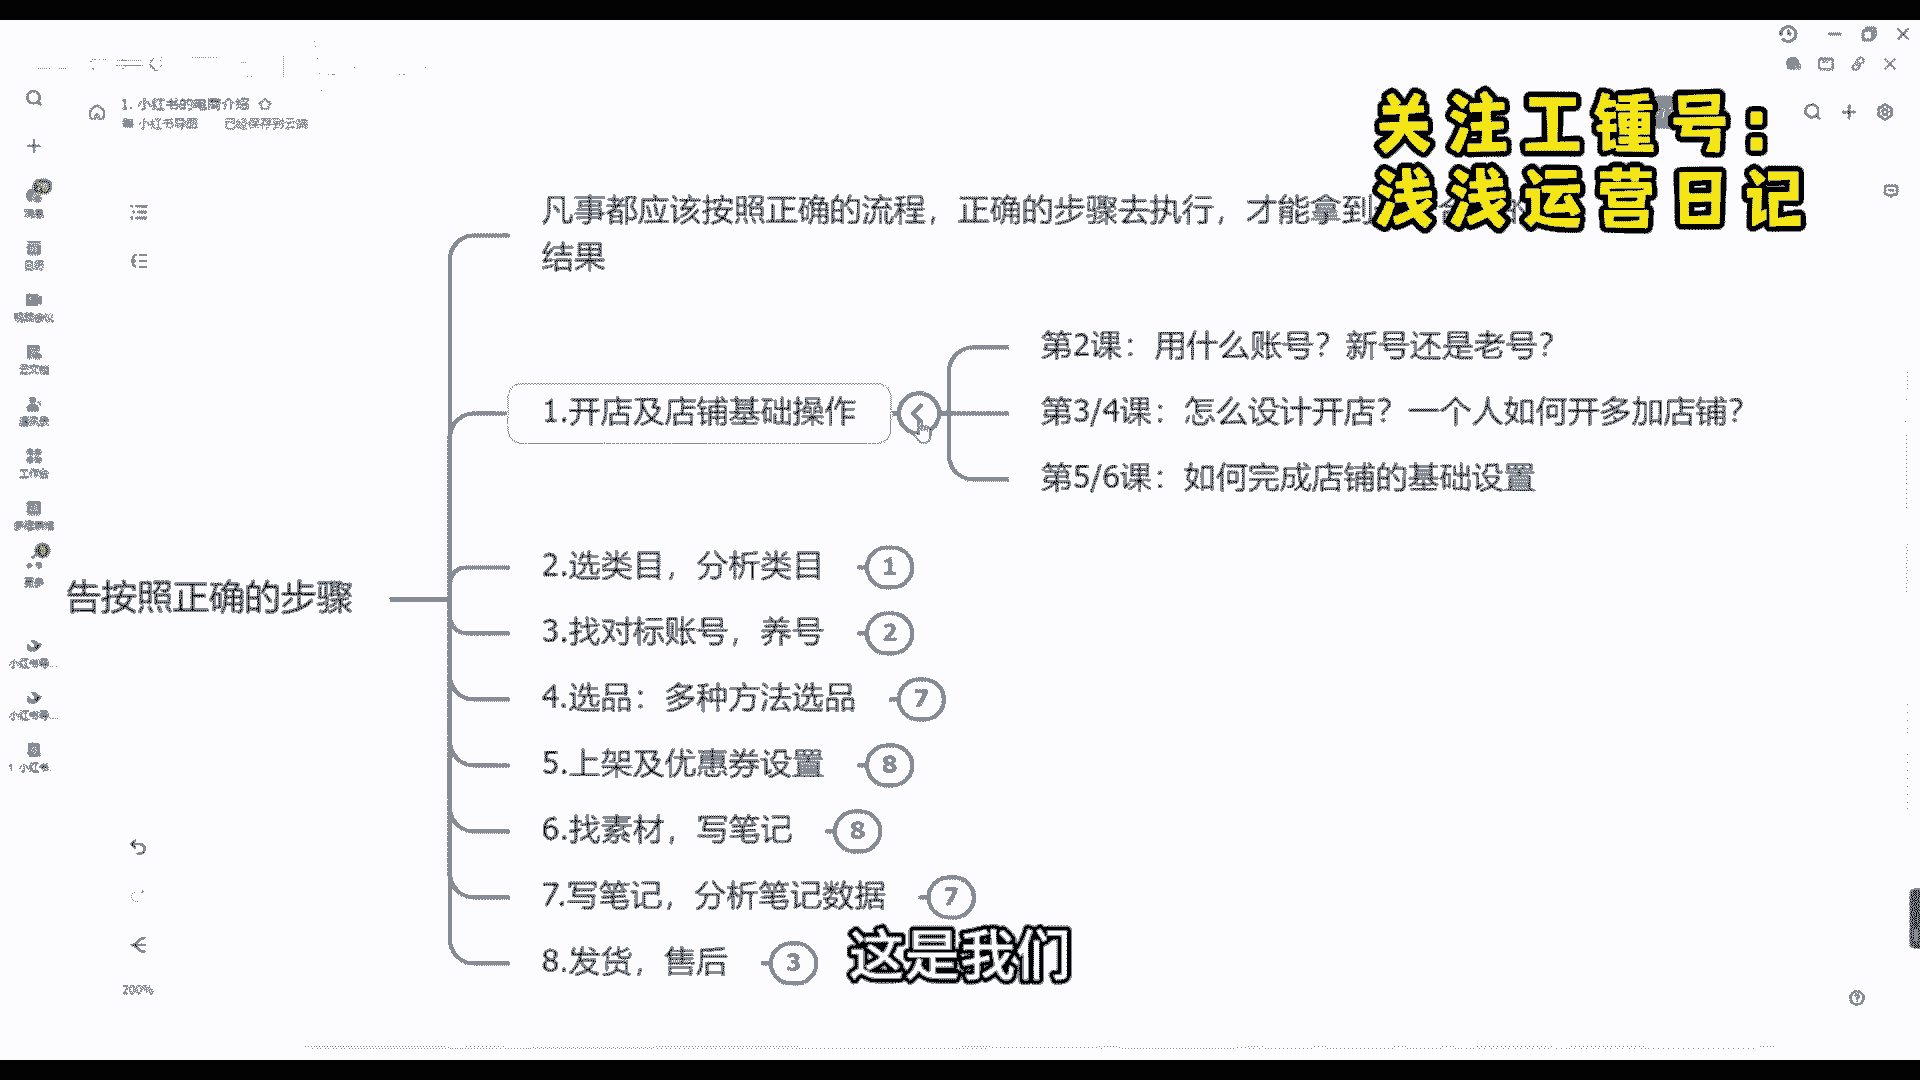 1. 小红书的电商介绍
小红书导图 已经保存到云端
关注工锺号：
浅浅运营日记
凡事都应该按照正确的流程，正确的步骤去执行，才能拿到
结果
第2课：用什么账号？新号还是老号？
1.开店及店铺基础操作
第3/4课：怎么设计开店？一个人如何开多加店铺？
第5/6课：如何完成店铺的基础设置
2.选类目，分析类目 1
告按照正确的步骤
3.找对标账号，养号 2
4.选品：多种方法选品 7
5.上架及优惠券设置 8
6.找素材，写笔记 8
7.写笔记，分析笔记数据 7
8.发货，售后 3
这是我们
消息
日历
视频会议
云文档
通讯录
工作台
多维表格
更多
小红书导...
小红书导...
1 小红书
200%